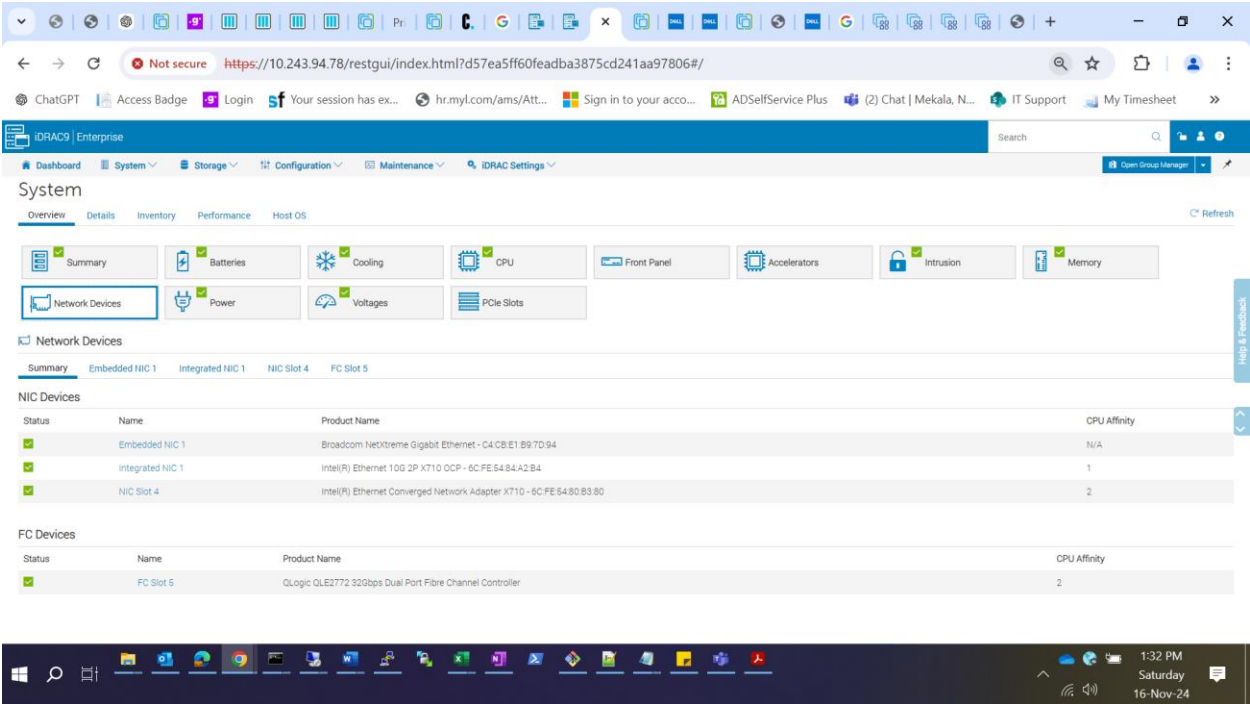 Pri
Not secure https://10.243.94.78/restgui/index.html?d57ea5ff60feadba3875cd241aa97806#/
ChatGPT Access Badge Login Your session has ex... hr.myl.com/ams/Att... Sign in to your acco... ADSelfService Plus (2) Chat | Mekala, N... IT Support My Timesheet »
iDRAC9 | Enterprise Search
Dashboard System Storage Configuration Maintenance iDRAC Settings Open Group Manager
System
Overview Details Inventory Performance Host OS Refresh
Summary Batteries Cooling CPU Front Panel Accelerators Intrusion Memory
Network Devices Power Voltages PCIe Slots
Help & Feedback
Network Devices
Summary Embedded NIC 1 Integrated NIC 1 NIC Slot 4 FC Slot 5
NIC Devices
Status Name Product Name CPU Affinity
Embedded NIC 1 Broadcom NetXtreme Gigabit Ethernet - C4:CB:E1:B9:7D:94 N/A
Integrated NIC 1 Intel(R) Ethernet 10G 2P X710 OCP - 6C:FE:54:84:A2:B4 1
NIC Slot 4 Intel(R) Ethernet Converged Network Adapter X710 - 6C:FE:54:80:B3:80 2
FC Devices
Status Name Product Name CPU Affinity
FC Slot 5 QLogic QLE2772 32Gbps Dual Port Fibre Channel Controller 2
1:32 PM
Saturday
16-Nov-24